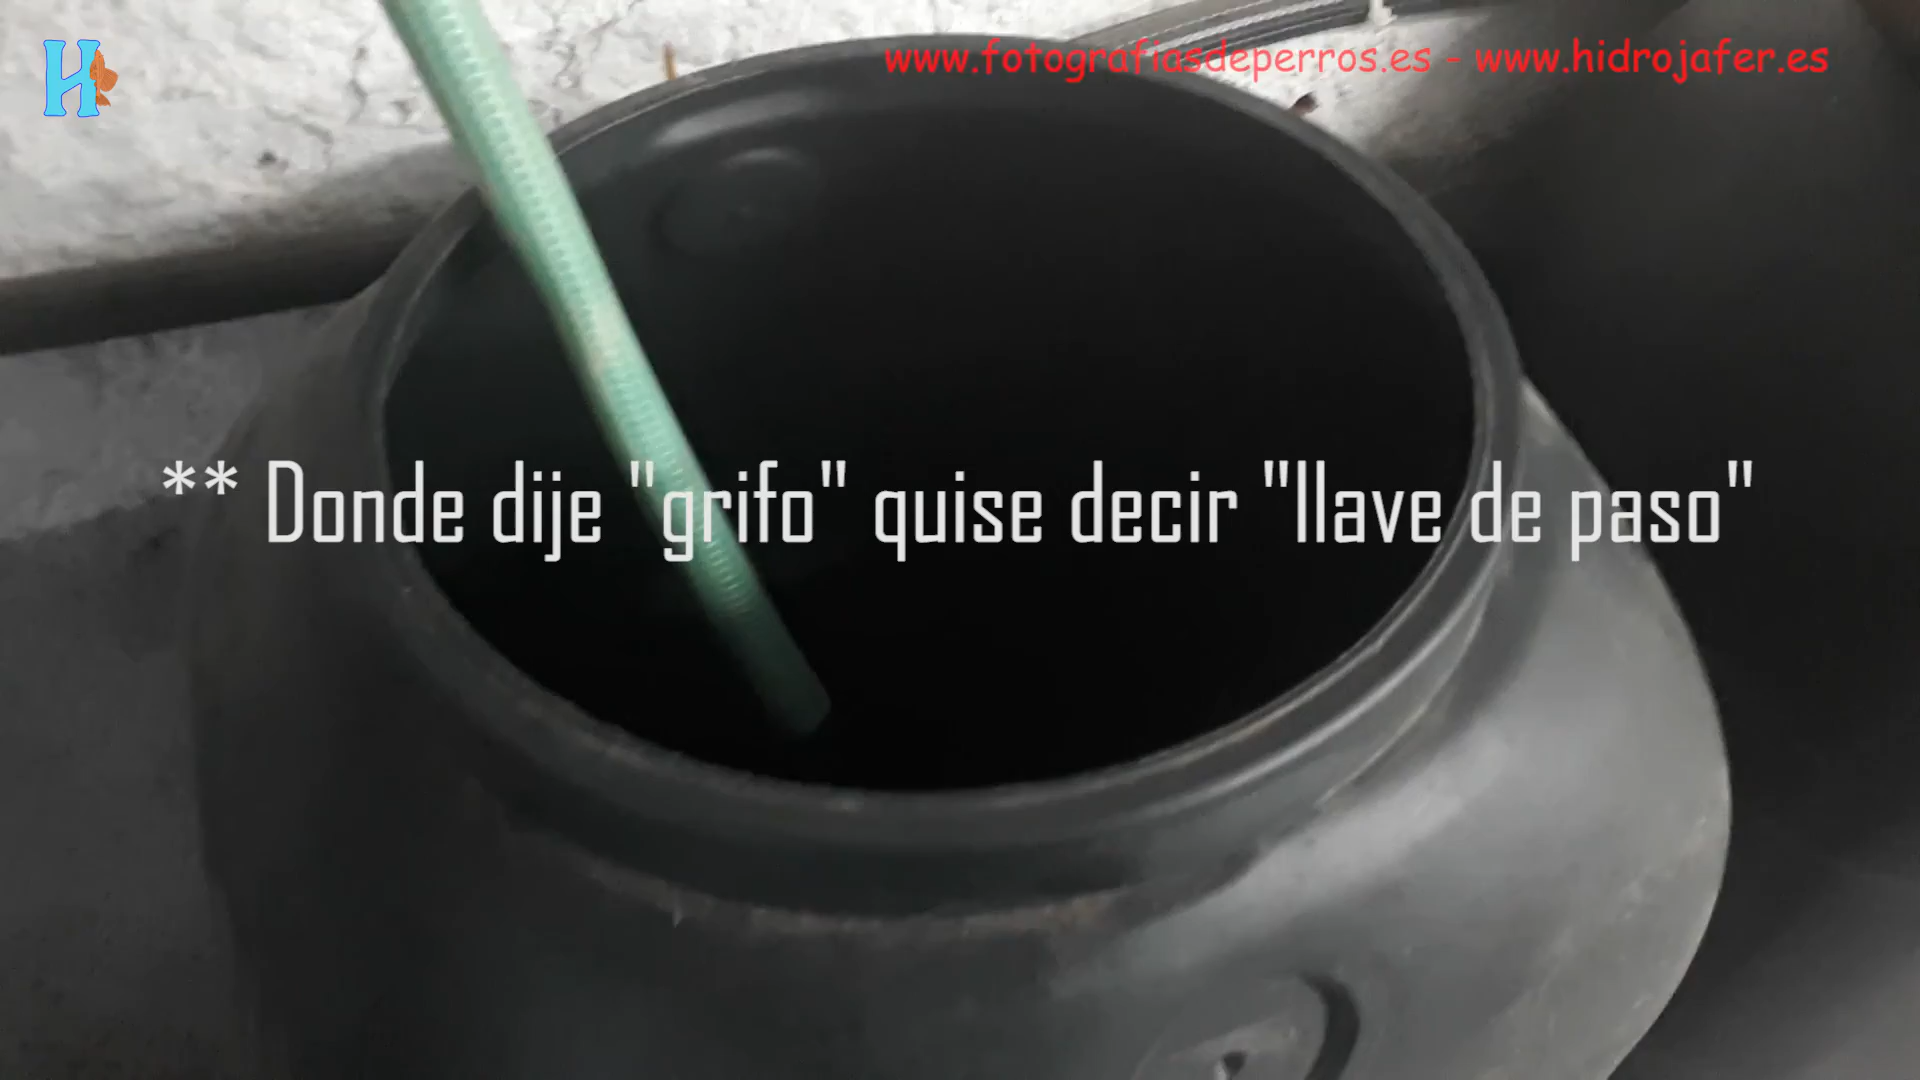 H
www.fotografiasdeperros.es - www.hidrojafer.es
** Donde dije "grifo" quise decir "llave de paso"